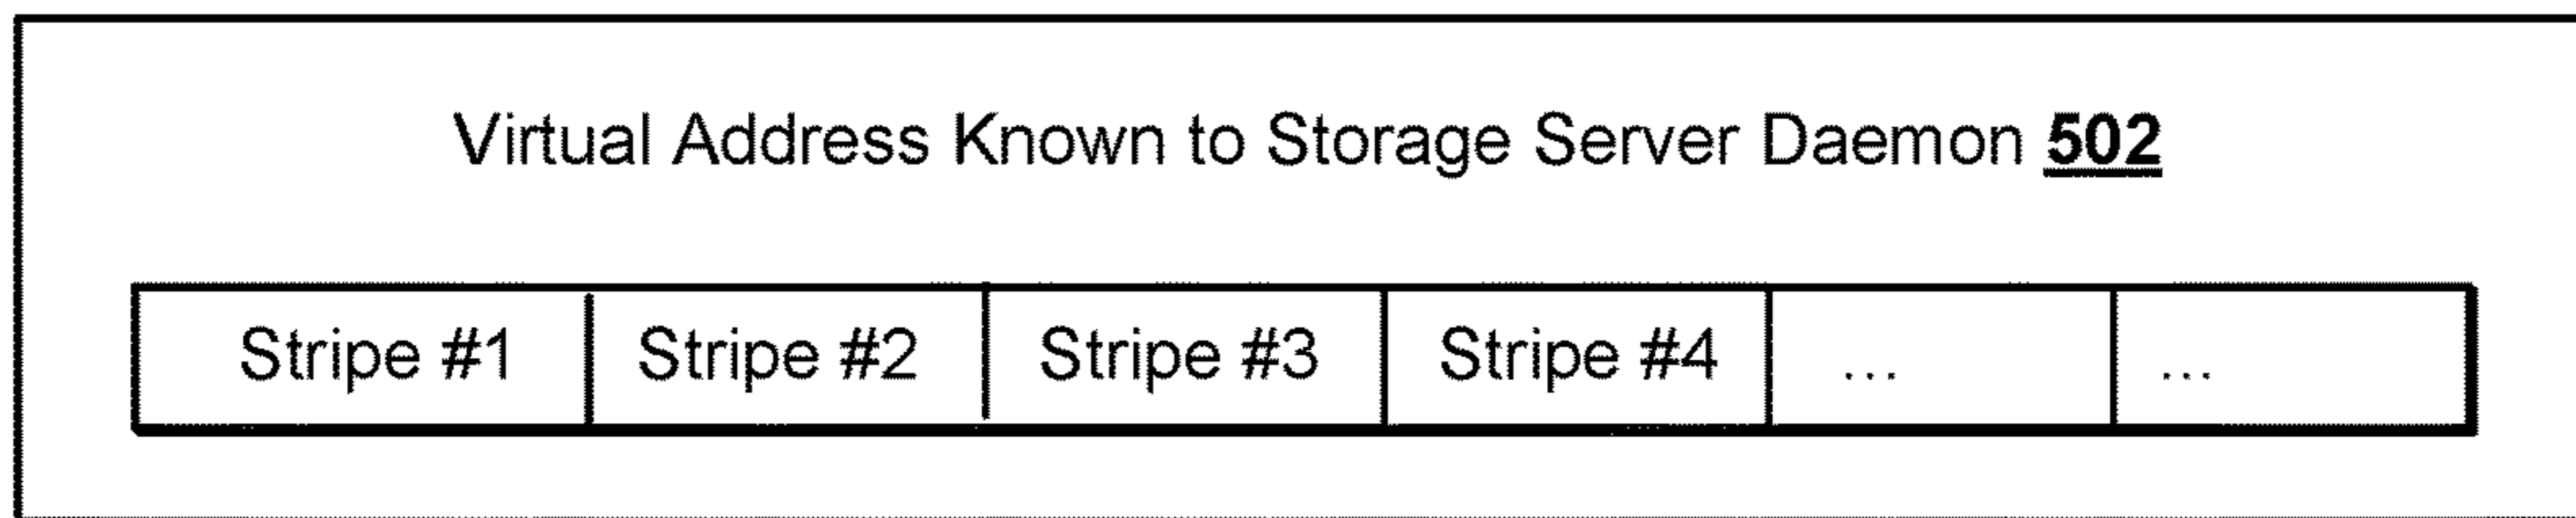 Virtual Address Known to Storage Server Daemon 502
Stripe #1 Stripe #2 Stripe #3 Stripe #4 ... ...